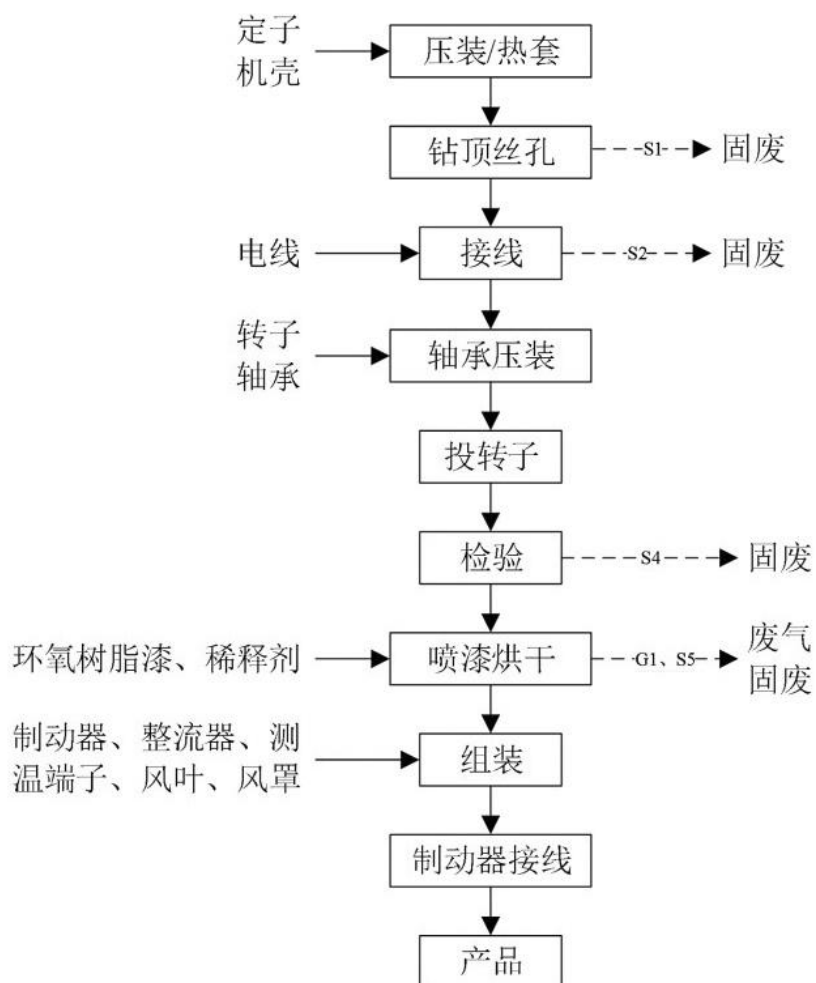 定子
机壳
压装/热套
钻顶丝孔
S1
固废
电线
接线
S2
固废
转子
轴承
轴承压装
投转子
检验
S4
固废
环氧树脂漆、稀释剂
喷漆烘干
G1、S5
废气
固废
制动器、整流器、测
温端子、风叶、风罩
组装
制动器接线
产品